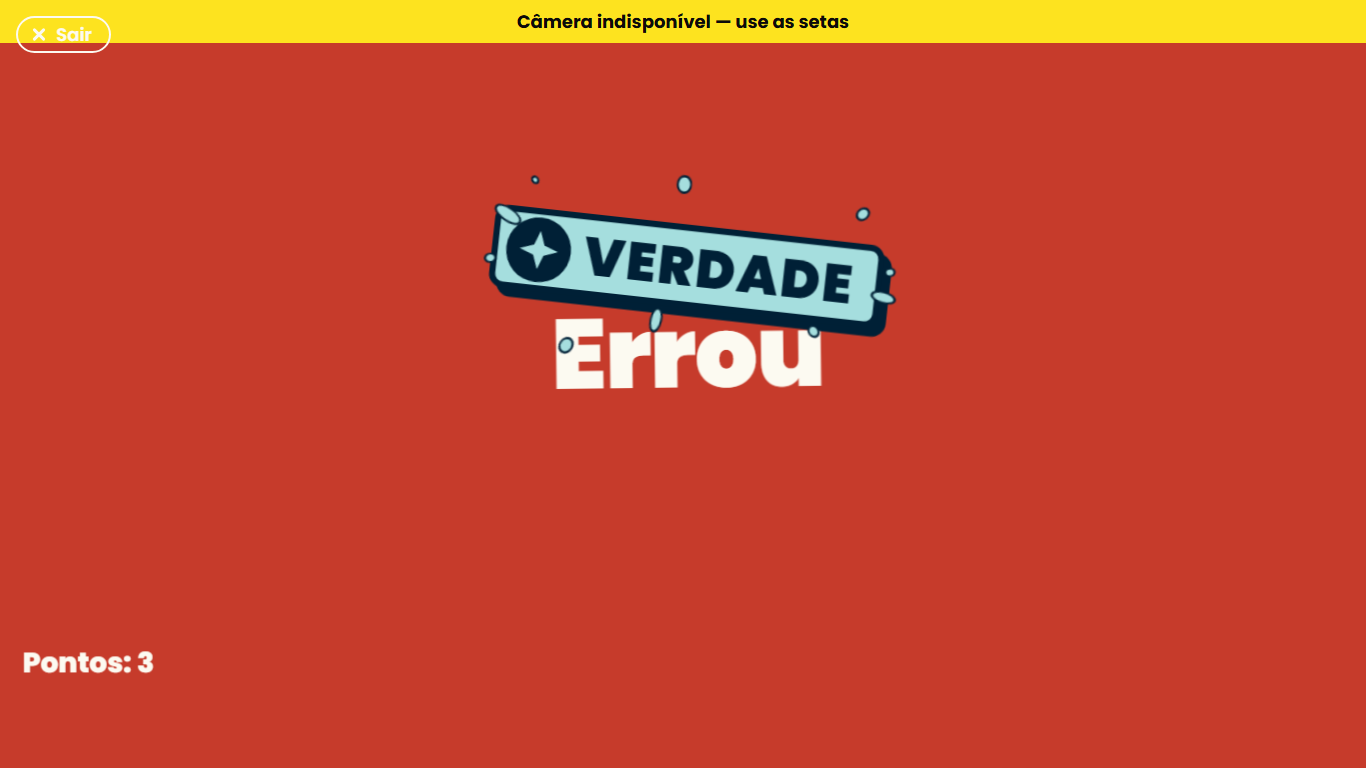 Câmera indisponível — use as setas
✕ Sair
VERDADE
Errou
Pontos: 3